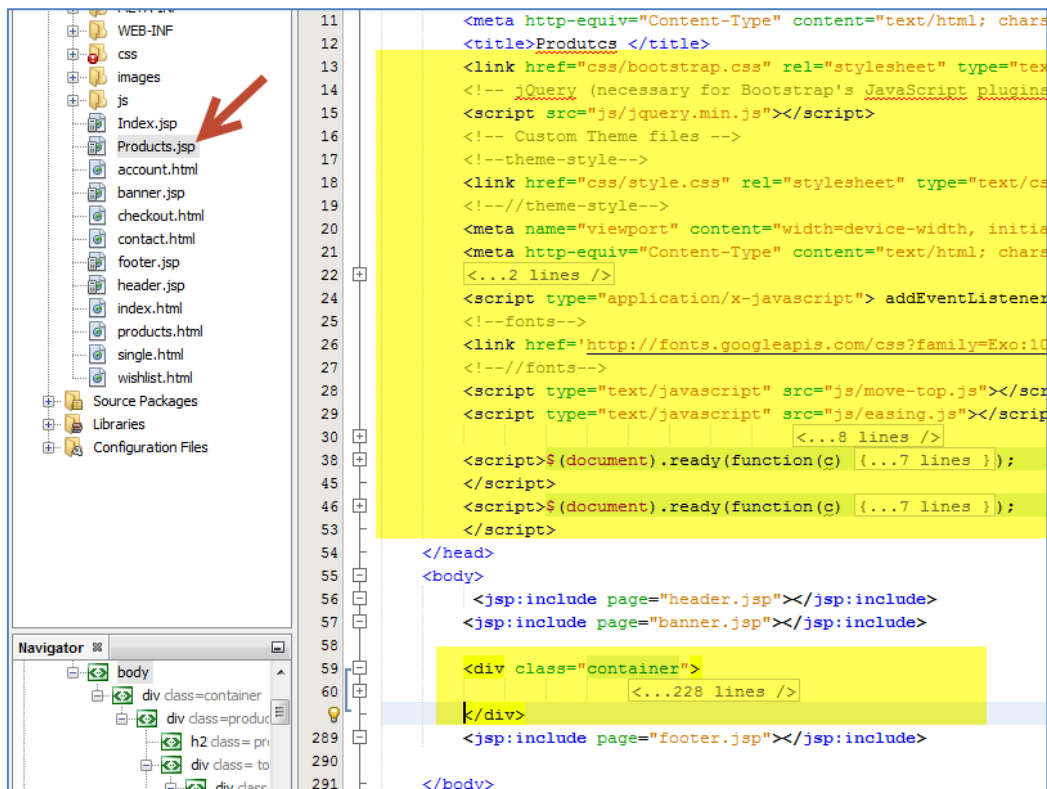 META-INF
WEB-INF
css
images
js
Index.jsp
Products.jsp
account.html
banner.jsp
checkout.html
contact.html
footer.jsp
header.jsp
index.html
products.html
single.html
wishlist.html
Source Packages
Libraries
Configuration Files
Navigator
body
div class=container
div class=produc
h2 class= pro
div class= to
div class
11 <meta http-equiv="Content-Type" content="text/html; chars
12 <title>Produtcs </title>
13 <link href="css/bootstrap.css" rel="stylesheet" type="tex
14 <!-- jQuery (necessary for Bootstrap's JavaScript plugins
15 <script src="js/jquery.min.js"></script>
16 <!-- Custom Theme files -->
17 <!--theme-style-->
18 <link href="css/style.css" rel="stylesheet" type="text/cs
19 <!--//theme-style-->
20 <meta name="viewport" content="width=device-width, initia
21 <meta http-equiv="Content-Type" content="text/html; chars
22 <...2 lines />
24 <script type="application/x-javascript"> addEventListener
25 <!--fonts-->
26 <link href='http://fonts.googleapis.com/css?family=Exo:10
27 <!--//fonts-->
28 <script type="text/javascript" src="js/move-top.js"></scr
29 <script type="text/javascript" src="js/easing.js"></scrip
30 <...8 lines />
38 <script>$(document).ready(function(c) {...7 lines });
45 </script>
46 <script>$(document).ready(function(c) {...7 lines });
53 </script>
54 </head>
55 <body>
56 <jsp:include page="header.jsp"></jsp:include>
57 <jsp:include page="banner.jsp"></jsp:include>
58
59 <div class="container">
60 <...228 lines />
</div>
289 <jsp:include page="footer.jsp"></jsp:include>
290
291 </body>